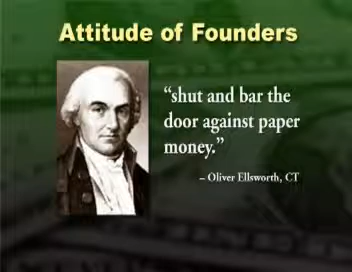 Attitude of Founders
“shut and bar the
door against paper
money.”
– Oliver Ellsworth, CT